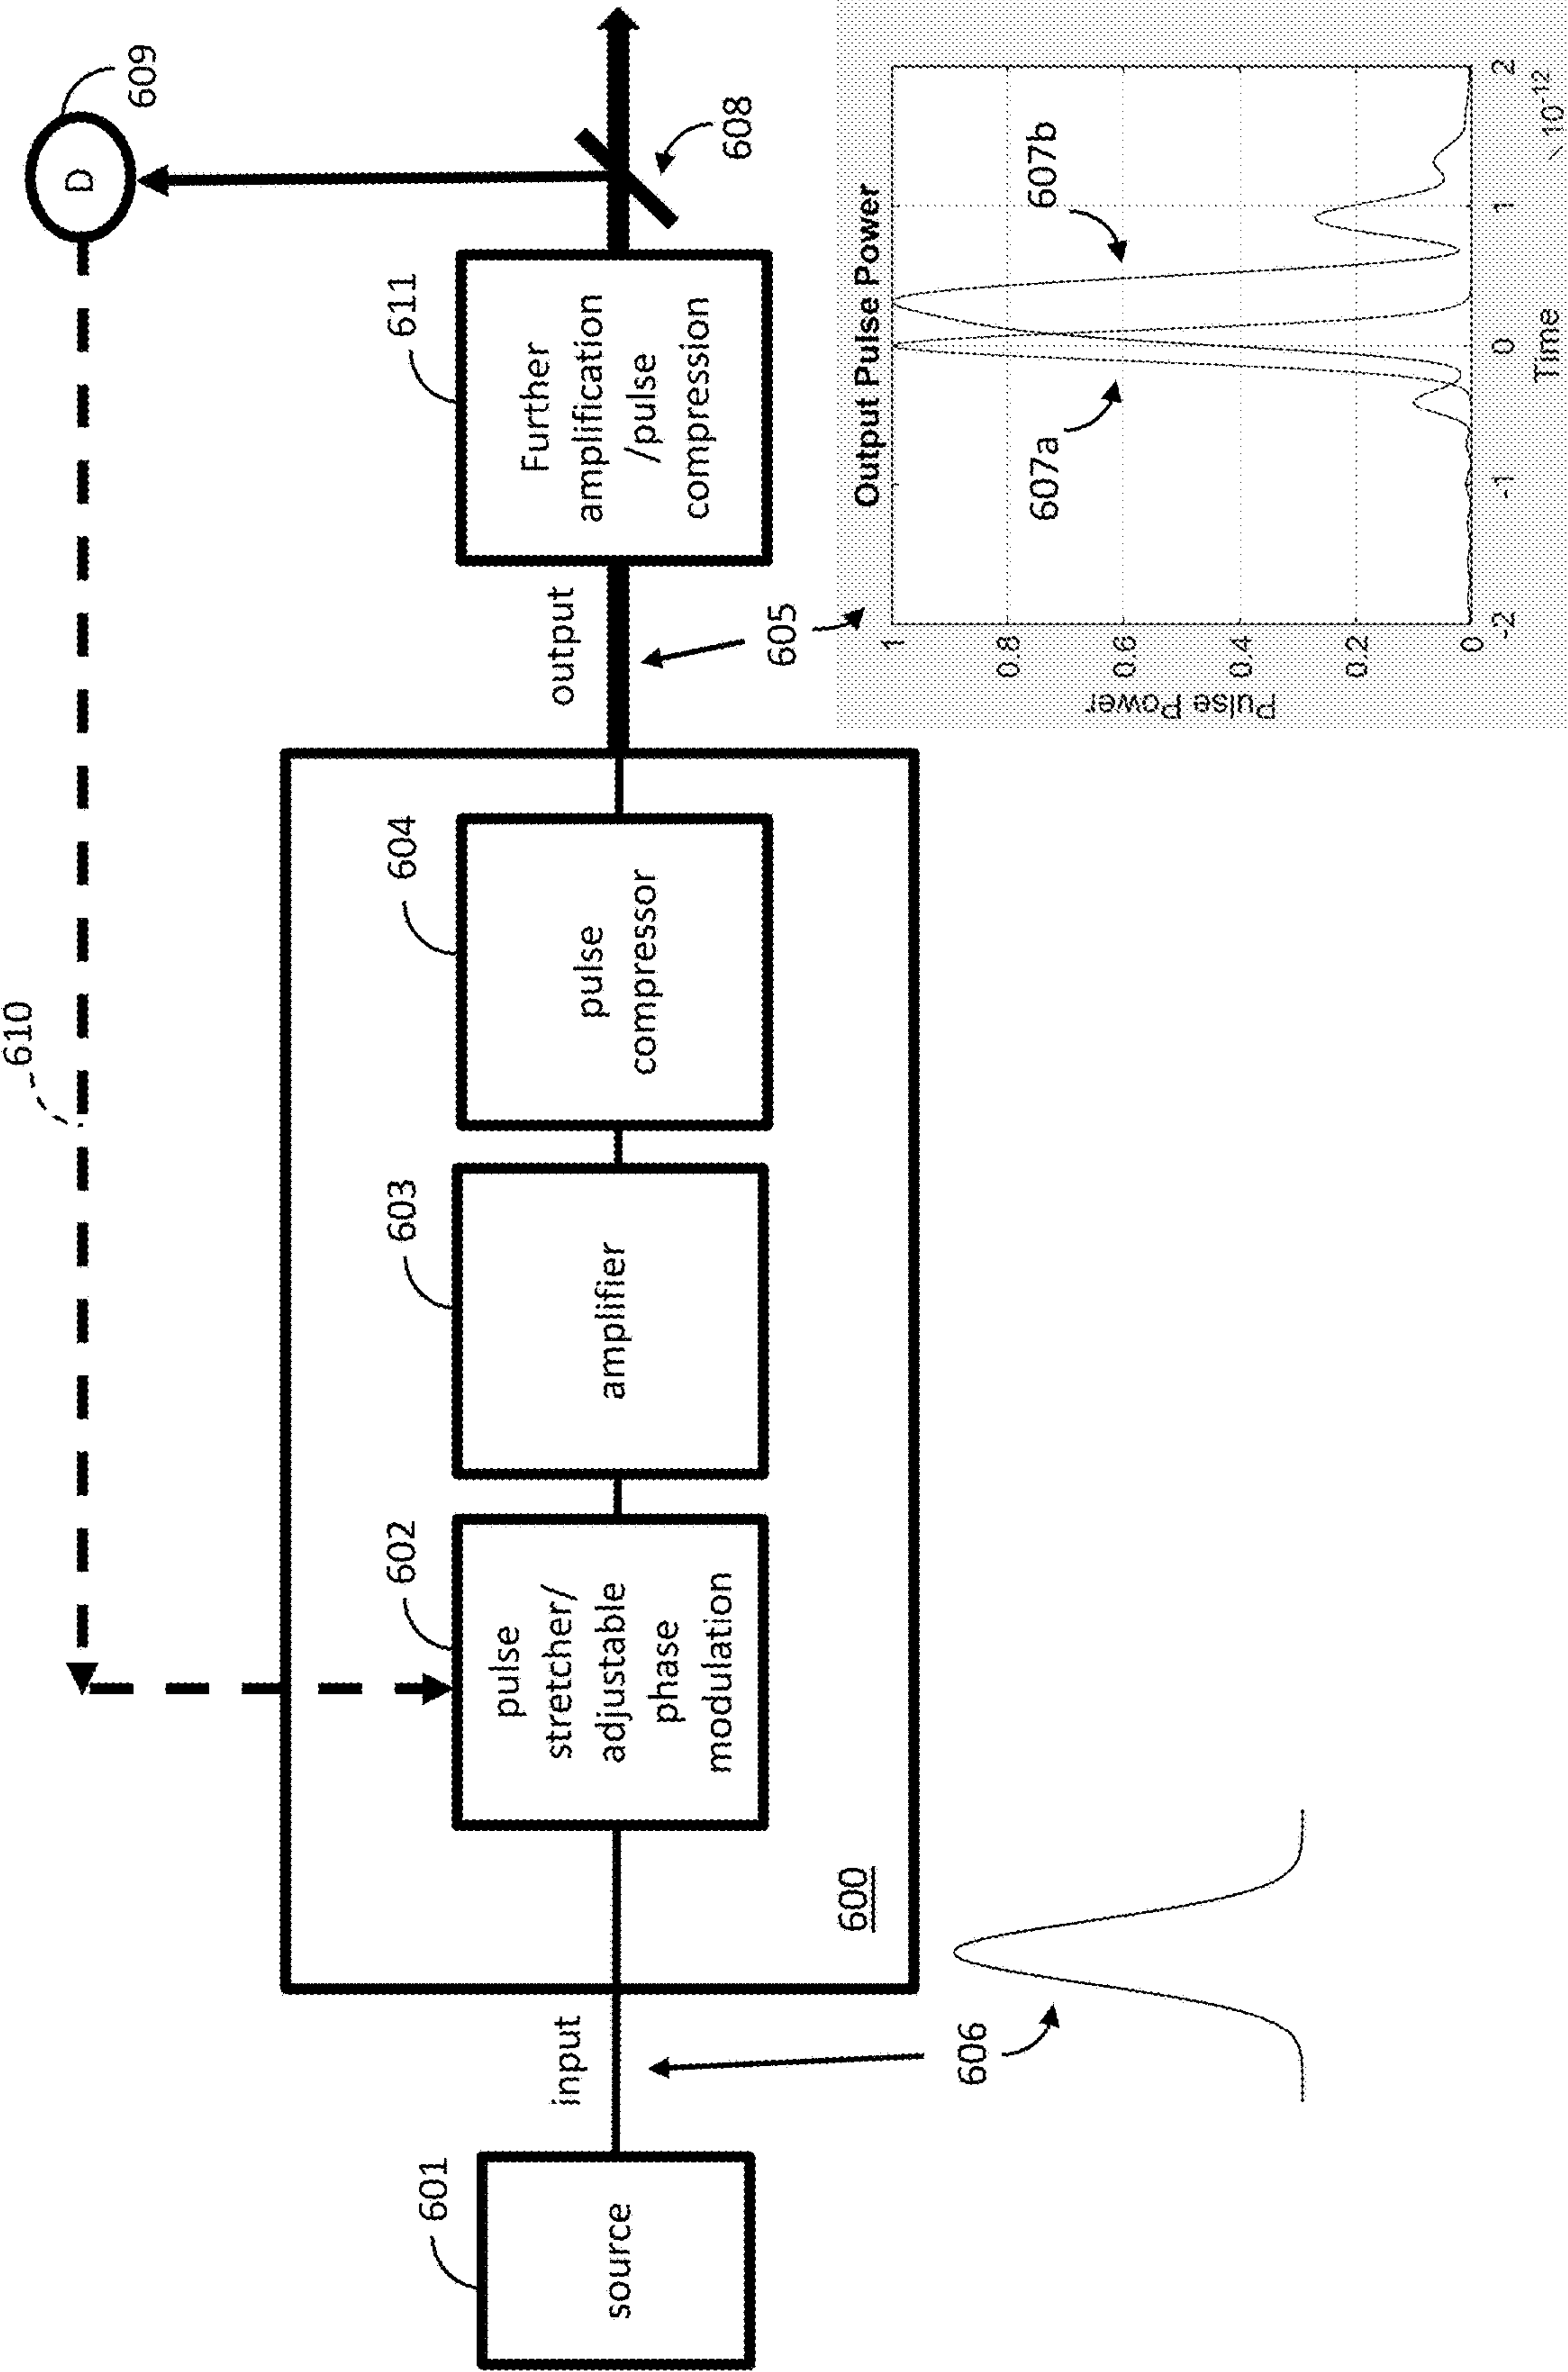 610
D
609
601
source
input
606
600
602
pulse
stretcher/
adjustable
phase
modulation
603
amplifier
604
pulse
compressor
output
605
611
Further
amplification
/pulse
compression
608
Output Pulse Power
Pulse Power
1
0.8
0.6
0.4
0.2
0
-2
-1
0
1
2
Time
× 10-12
607a
607b